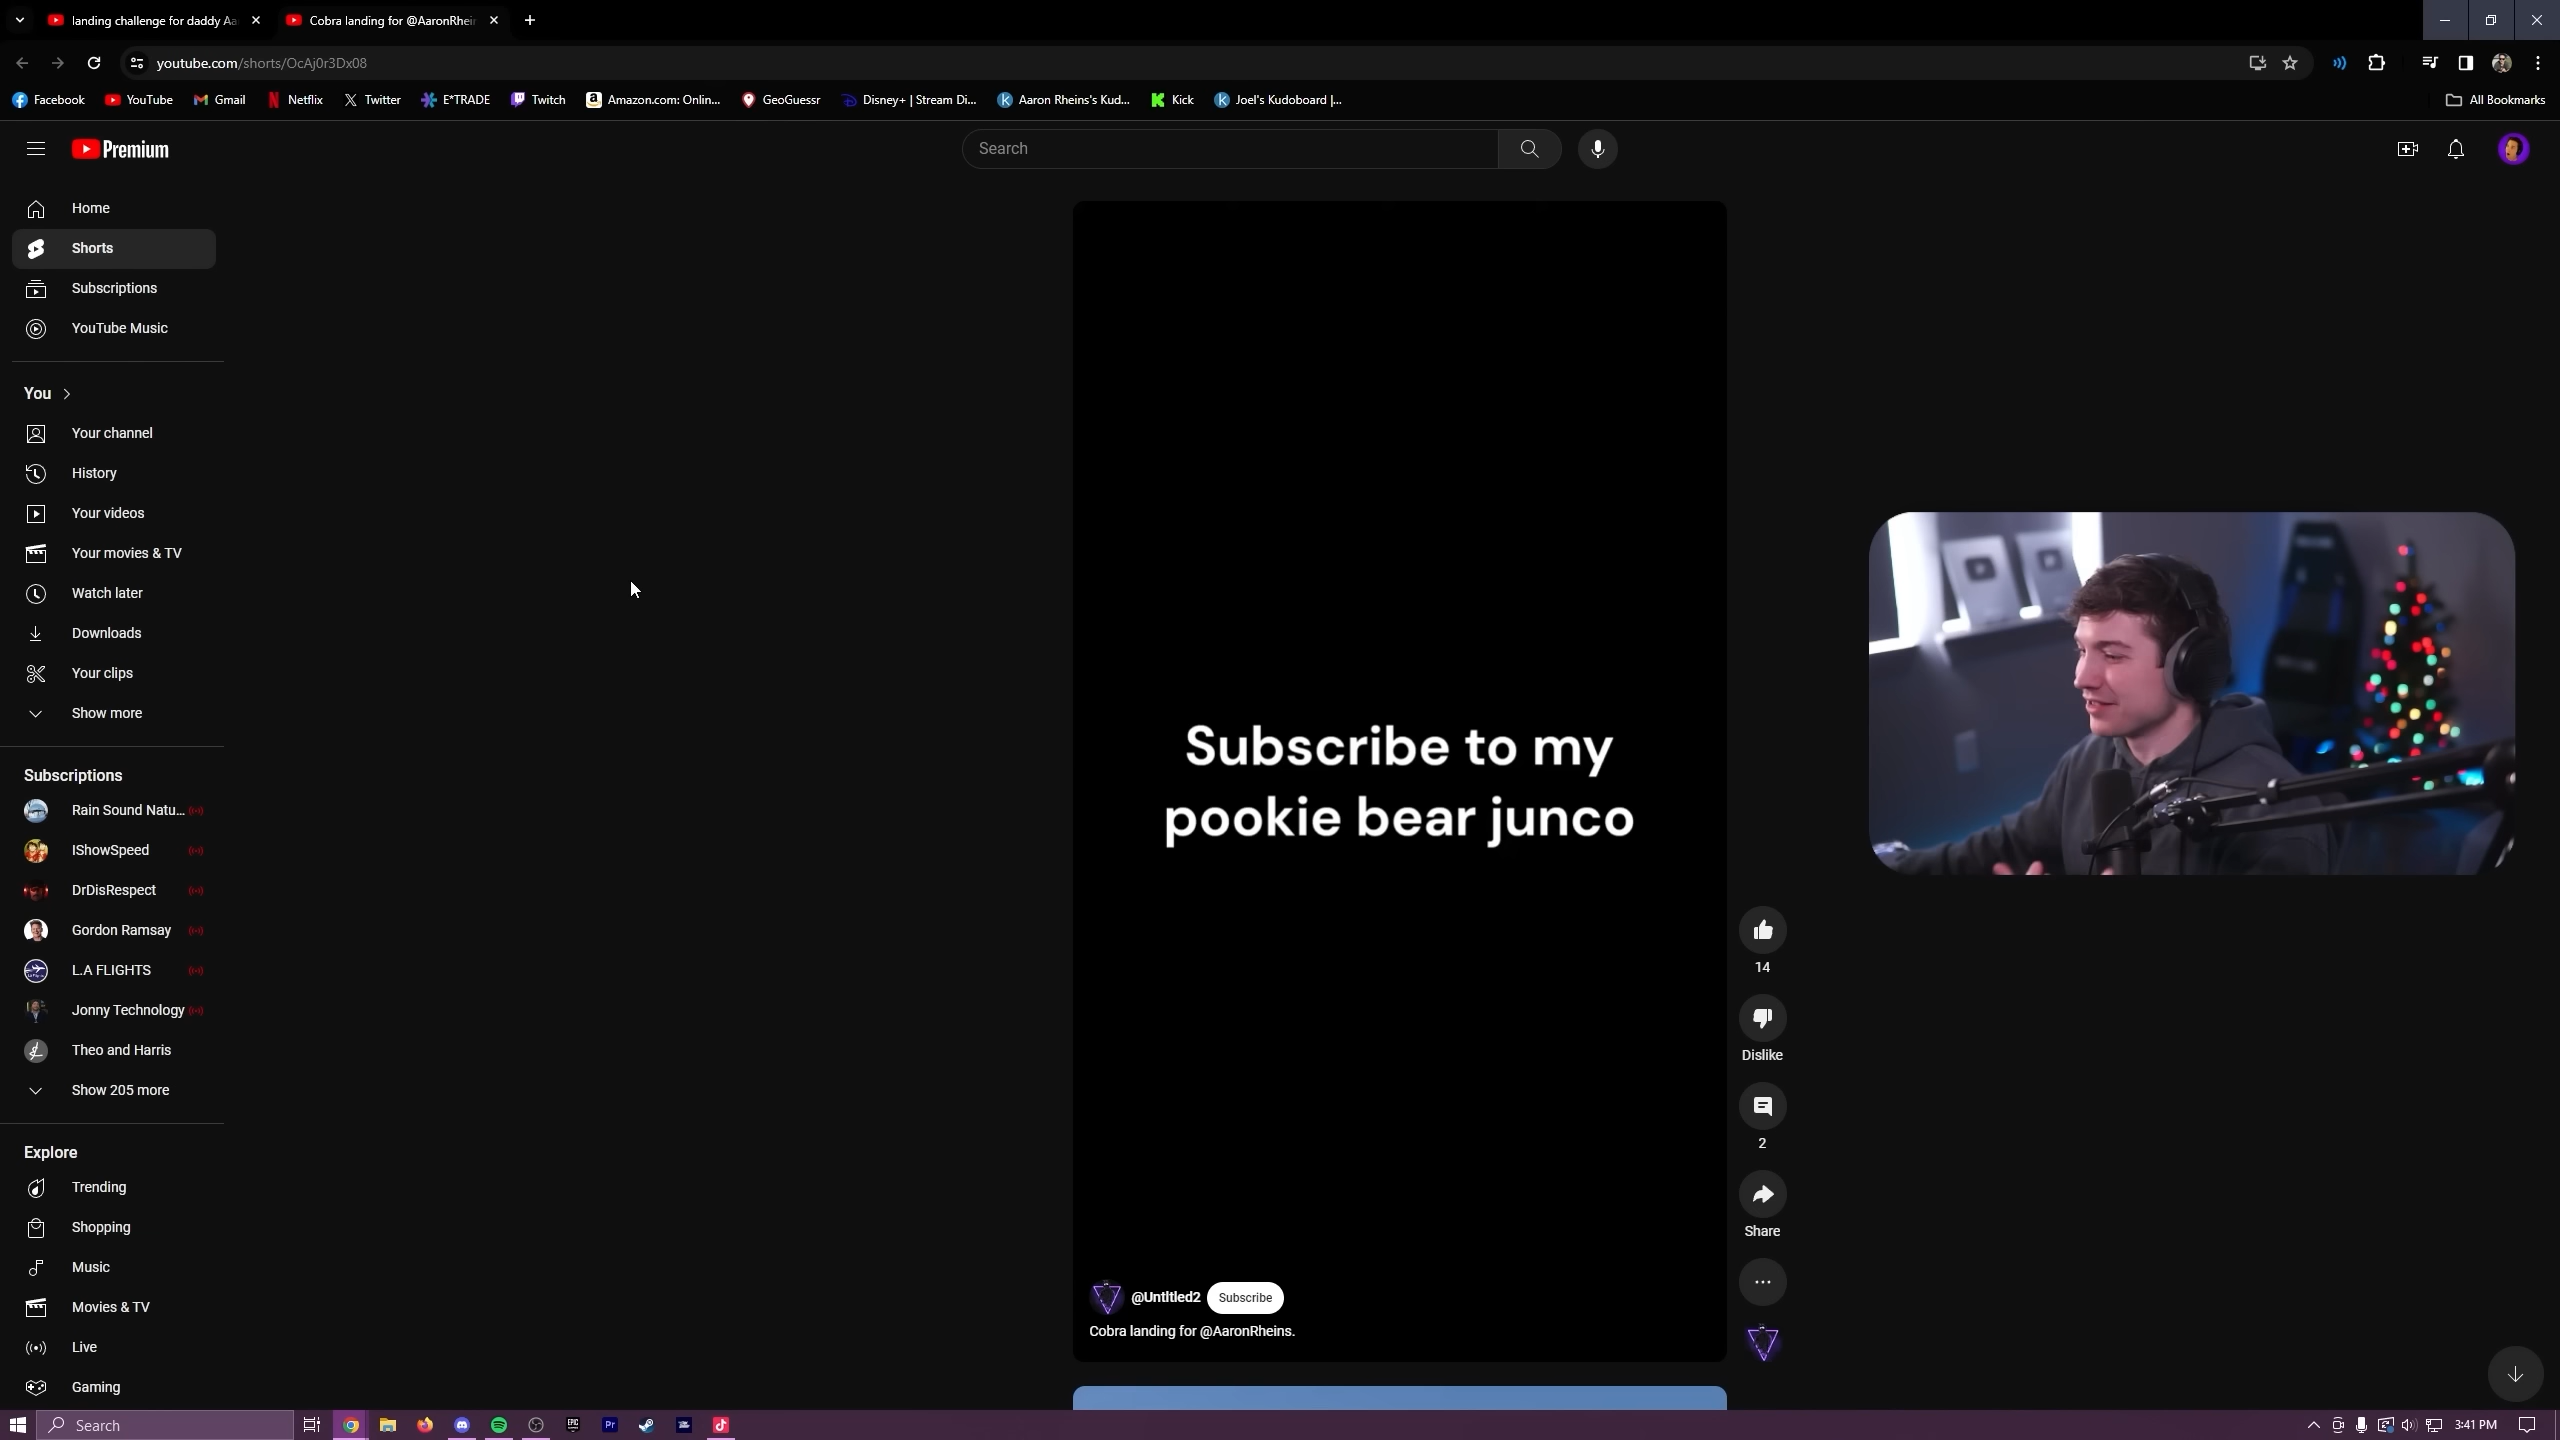 landing challenge for daddy Aa
Cobra landing for @AaronRhein
youtube.com/shorts/OcAj0r3Dx08
Facebook
YouTube
Gmail
Netflix
Twitter
E*TRADE
Twitch
Amazon.com: Onlin...
GeoGuessr
Disney+ | Stream Di...
Aaron Rheins's Kud...
Kick
Joel's Kudoboard |...
All Bookmarks
Premium
Search
Home
Shorts
Subscriptions
YouTube Music
You
Your channel
History
Your videos
Your movies & TV
Watch later
Downloads
Your clips
Show more
Subscriptions
Rain Sound Natu...
IShowSpeed
DrDisRespect
Gordon Ramsay
L.A FLIGHTS
Jonny Technology
Theo and Harris
Show 205 more
Explore
Trending
Shopping
Music
Movies & TV
Live
Gaming
Subscribe to my
pookie bear junco
14
Dislike
2
Share
@Untltled2
Subscribe
Cobra landing for @AaronRheins.
Search
EPIC
Pr
3:41 PM